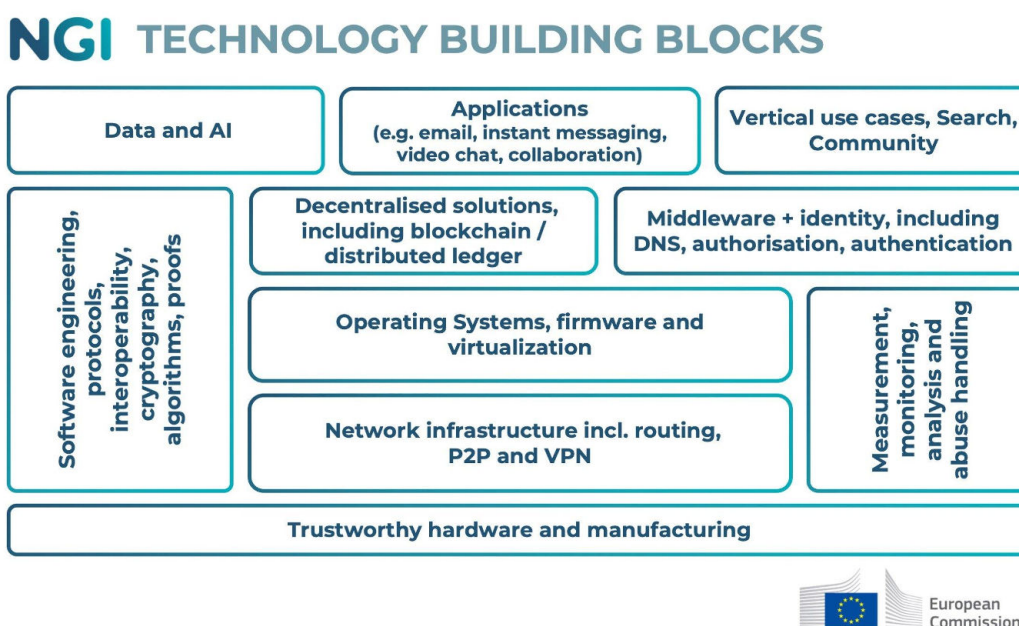 NGI TECHNOLOGY BUILDING BLOCKS
Data and AI
Applications
(e.g. email, instant messaging,
video chat, collaboration)
Vertical use cases, Search,
Community
Software engineering,
protocols,
interoperability,
cryptography,
algorithms, proofs
Decentralised solutions,
including blockchain /
distributed ledger
Middleware + identity, including
DNS, authorisation, authentication
Operating Systems, firmware and
virtualization
Measurement,
monitoring,
analysis and
abuse handling
Network infrastructure incl. routing,
P2P and VPN
Trustworthy hardware and manufacturing
European
Commission